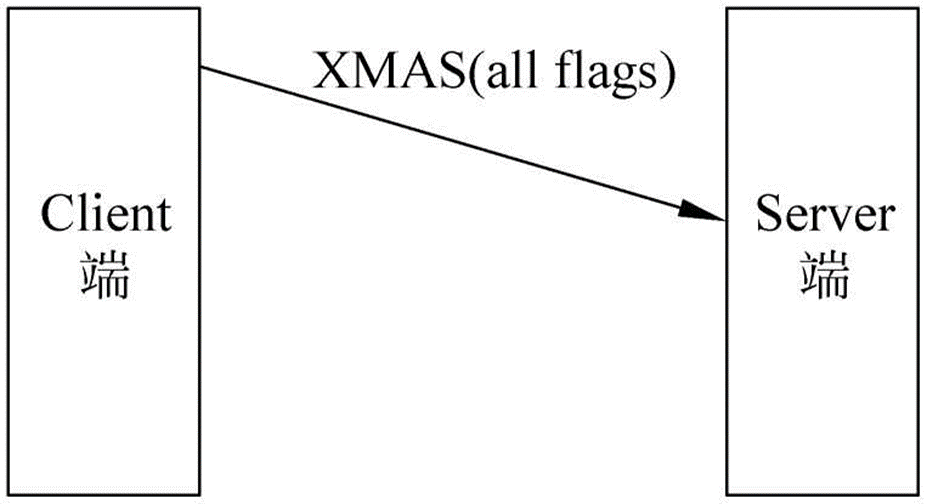 XMAS(all flags)
Client
端
Server
端